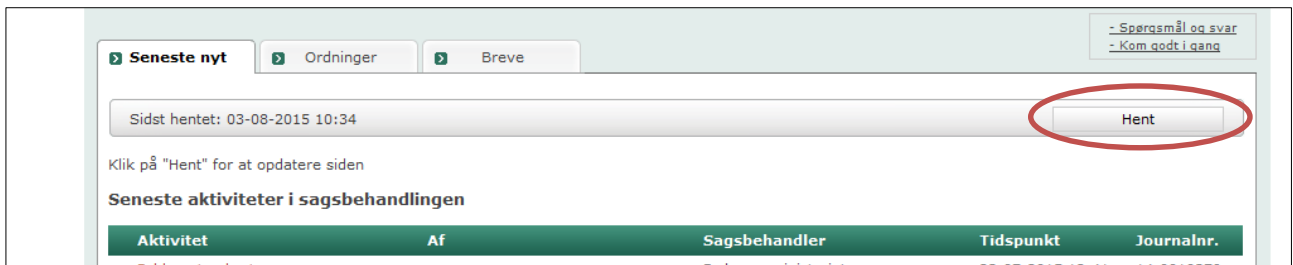 - Spørgsmål og svar
- Kom godt i gang
Seneste nyt Ordninger Breve
Sidst hentet: 03-08-2015 10:34 Hent
Klik på "Hent" for at opdatere siden
Seneste aktiviteter i sagsbehandlingen
Aktivitet Af Sagsbehandler Tidspunkt Journalnr.